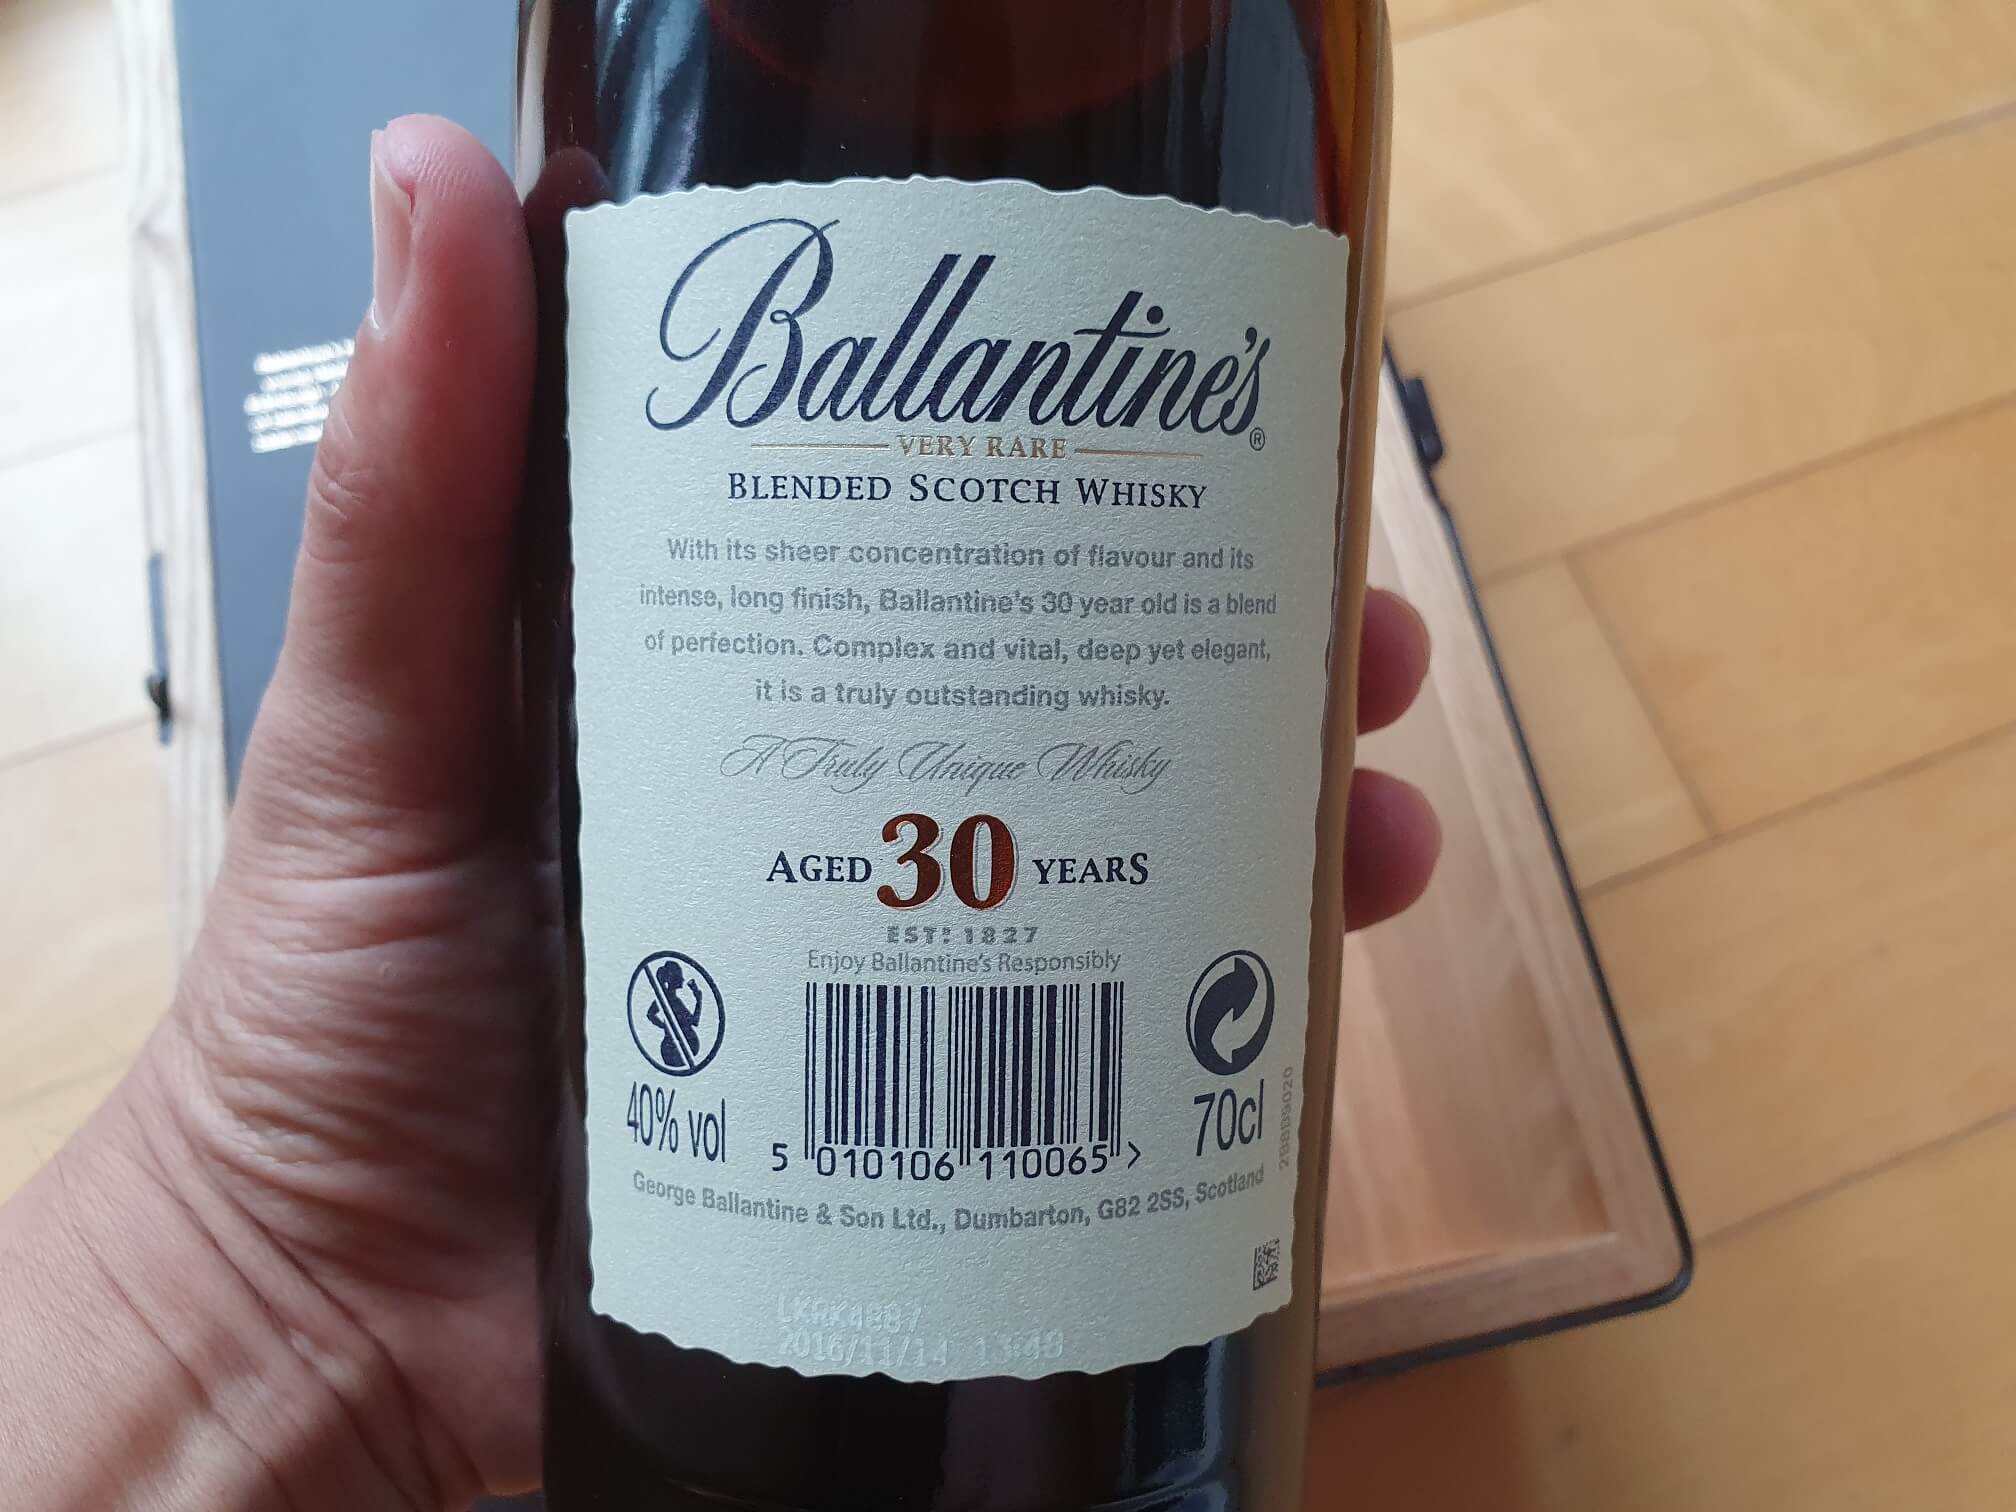 Ballantine's®
VERY RARE
BLENDED SCOTCH WHISKY
With its sheer concentration of flavour and its
intense, long finish, Ballantine's 30 year old is a blend
of perfection. Complex and vital, deep yet elegant,
it is a truly outstanding whisky.
A Truly Unique Whisky
AGED 30 YEARS
EST: 1827
Enjoy Ballantine's Responsibly
40% vol
5 010106 110065 >
70cl
George Ballantine & Son Ltd., Dumbarton, G82 2SS, Scotland
2016/11/14